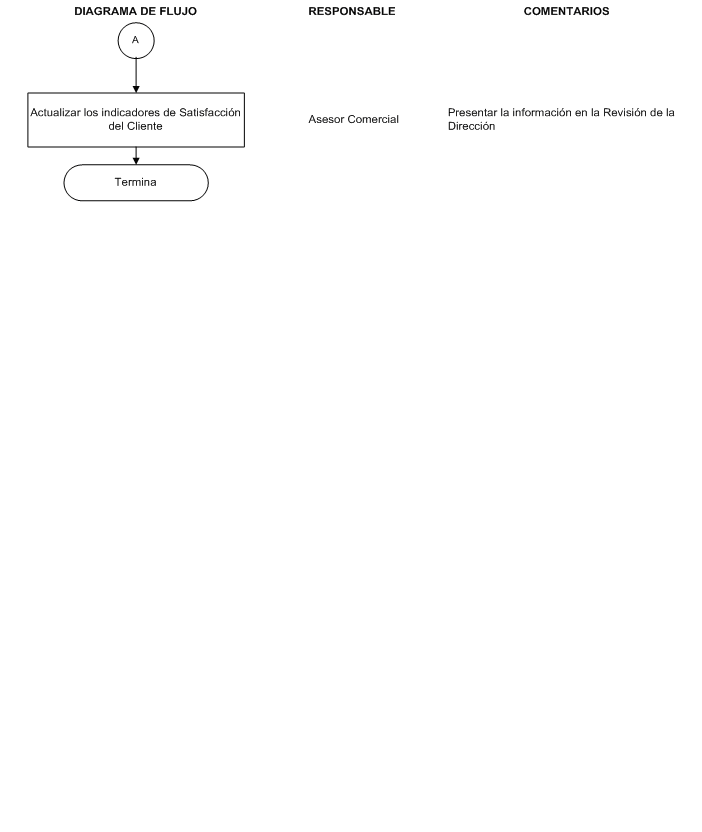 DIAGRAMA DE FLUJO RESPONSABLE COMENTARIOS
A
Actualizar los indicadores de Satisfacción
del Cliente
Asesor Comercial
Presentar la información en la Revisión de la
Dirección
Termina